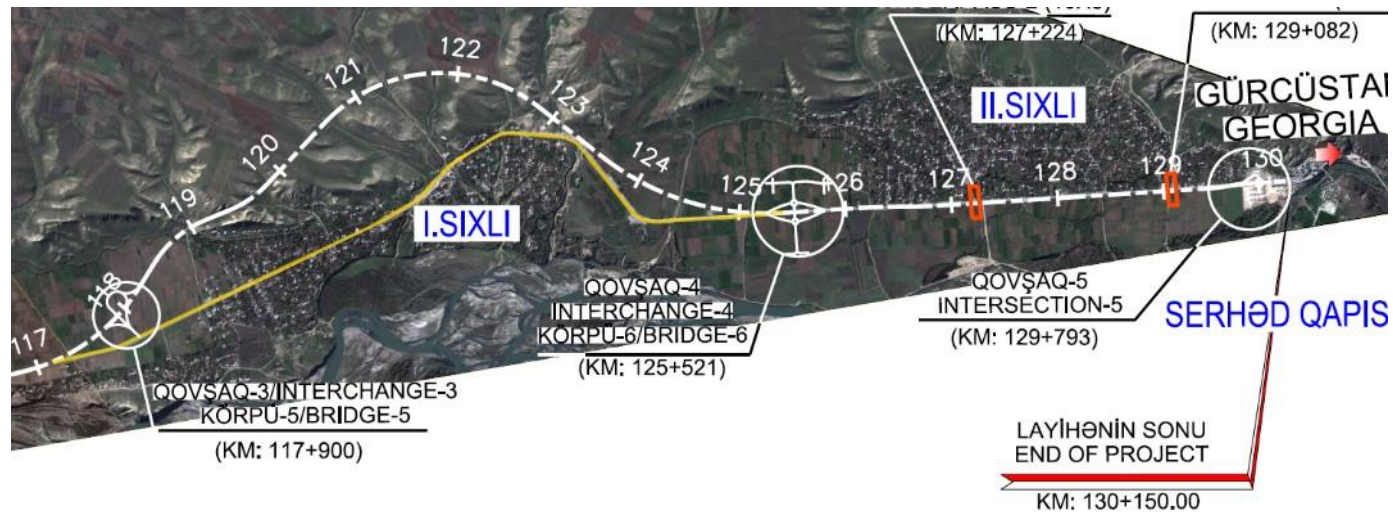 (KM: 127+224)
(KM: 129+082)
II.SIXLI
GÜRCÜSTA
GEORGIA
117
118
119
120
121
122
123
124
125
126
127
128
129
130
I.SIXLI
QOVŞAQ-4
INTERCHANGE-4
KÖRPÜ-6/BRIDGE-6
(KM: 125+521)
QOVŞAQ-5
INTERSECTION-5
(KM: 129+793)
SERHƏD QAPIS
QOVŞAQ-3/INTERCHANGE-3
KÖRPÜ-5/BRIDGE-5
(KM: 117+900)
LAYİHƏNİN SONU
END OF PROJECT
KM: 130+150.00